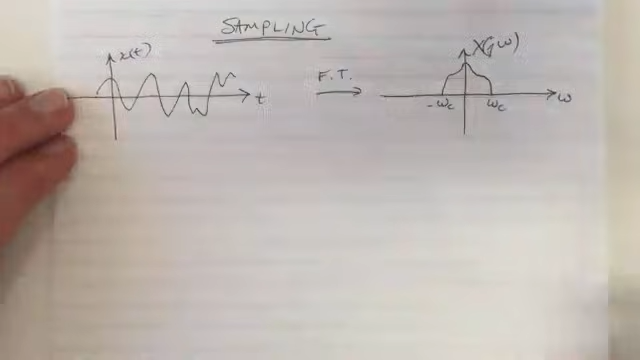 SAMPLING
x(t)
t
F.T.
X(jω)
-ωc
ωc
ω